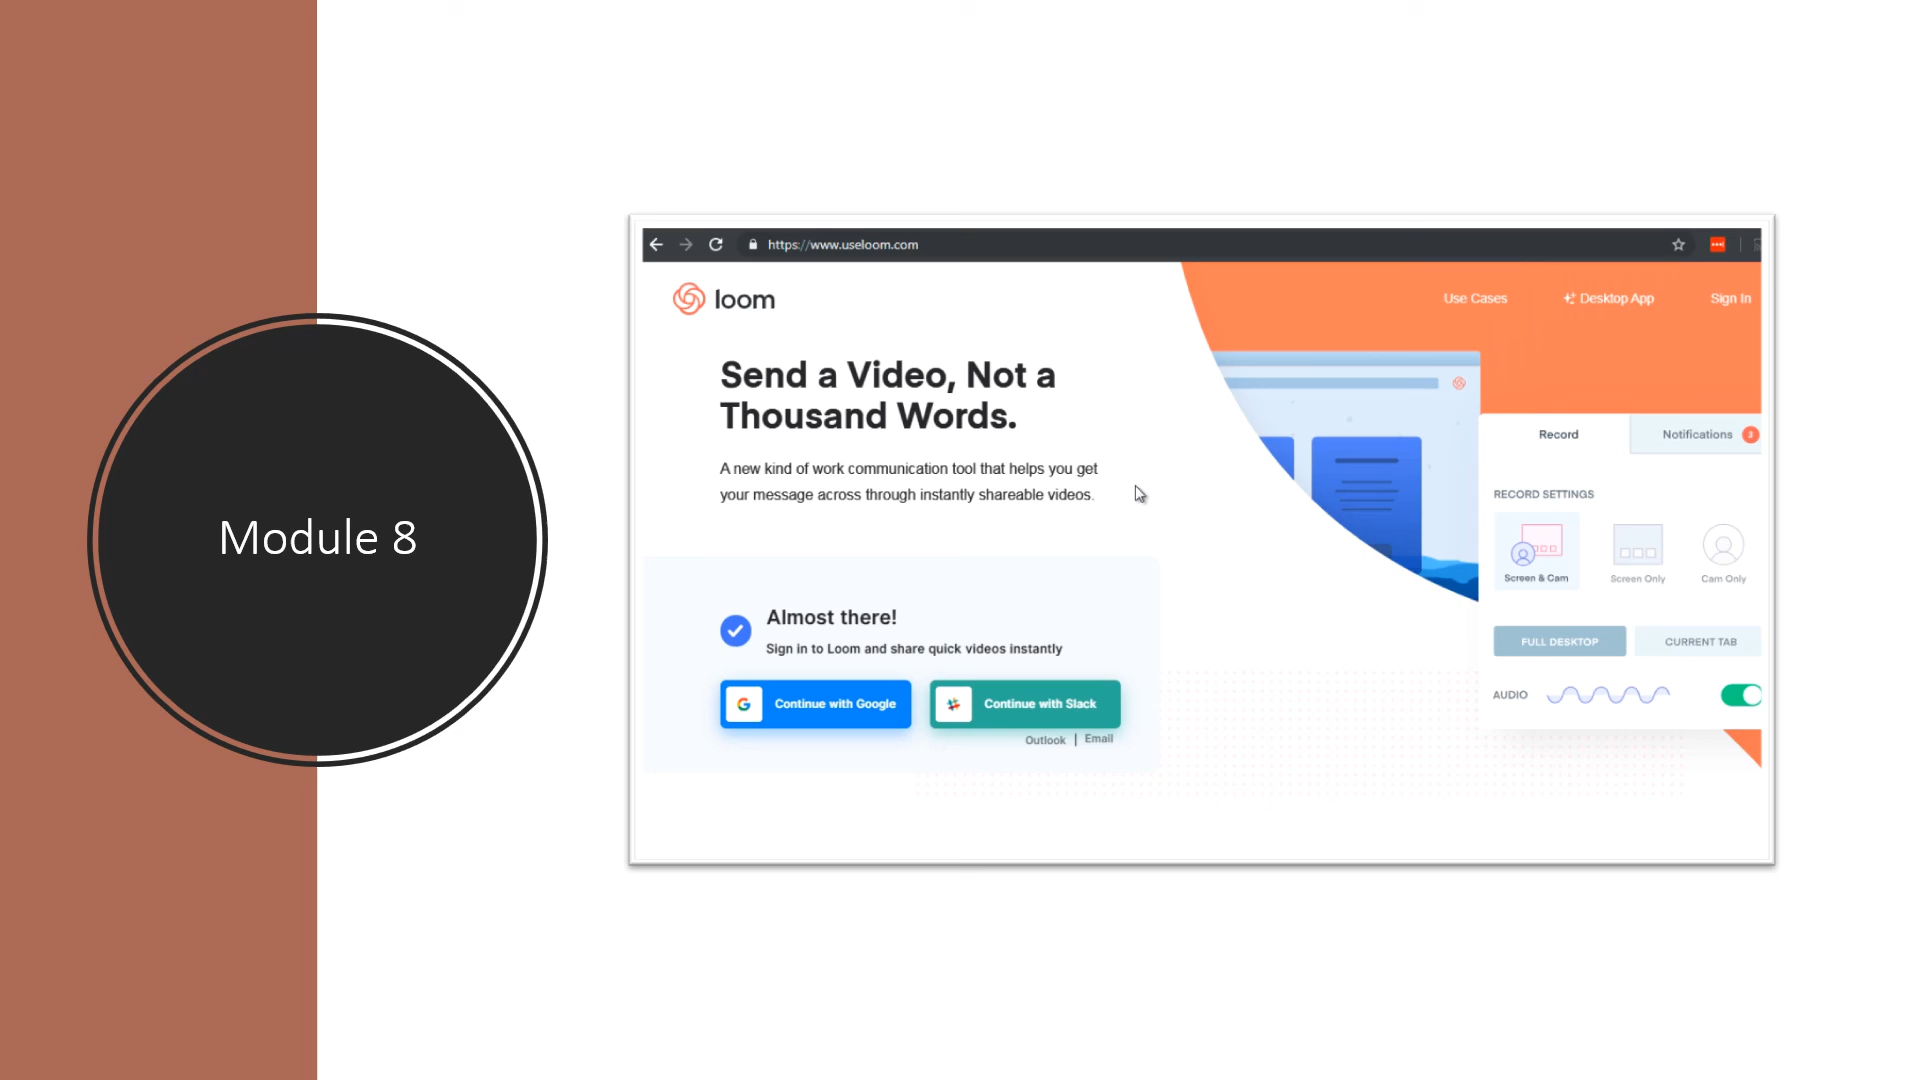 Module 8
https://www.useloom.com
loom
Use Cases
Desktop App
Sign In
Send a Video, Not a
Thousand Words.
A new kind of work communication tool that helps you get
your message across through instantly shareable videos.
Record
Notifications 3
RECORD SETTINGS
Screen & Cam
Screen Only
Cam Only
FULL DESKTOP
CURRENT TAB
AUDIO
Almost there!
Sign in to Loom and share quick videos instantly
Continue with Google
Continue with Slack
Outlook | Email